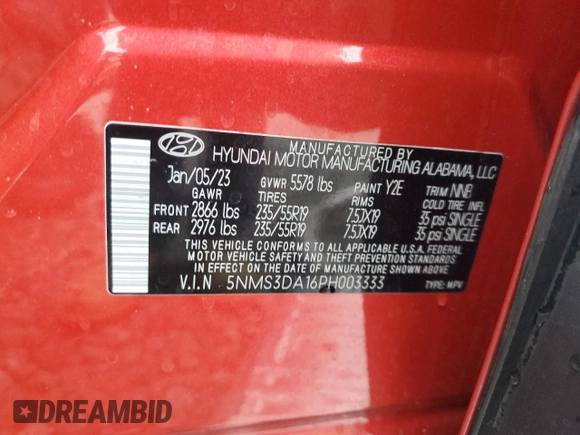 MANUFACTURED BY
HYUNDAI MOTOR MANUFACTURING ALABAMA, LLC
Jan/05/23 GVWR 5578 lbs PAINT Y2E TRIM NNB
GAWR TIRES RIMS COLD TIRE INFL.
FRONT 2866 lbs 235/55R19 7.5JX19 35 psi SINGLE
REAR 2976 lbs 235/55R19 7.5JX19 35 psi SINGLE
THIS VEHICLE CONFORMS TO ALL APPLICABLE U.S.A. FEDERAL
MOTOR VEHICLE SAFETY AND THEFT PREVENTION STANDARDS
IN EFFECT ON THE DATE OF MANUFACTURE SHOWN ABOVE.
V.I.N 5NMS3DA16PH003333 TYPE: MPV
DREAMBID